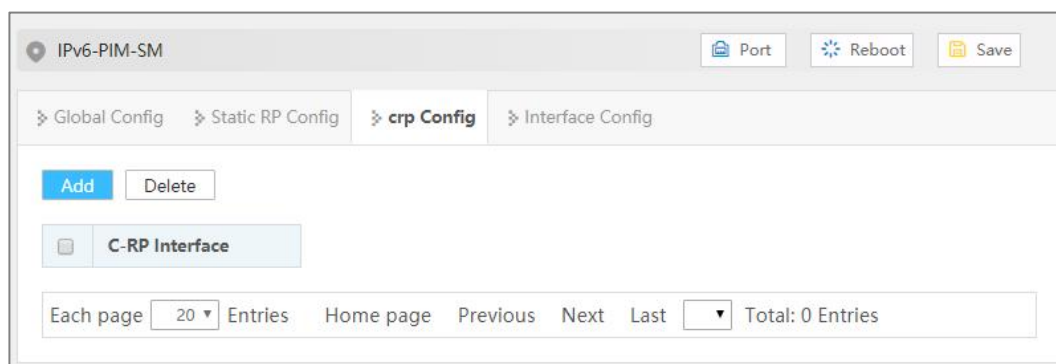 IPv6-PIM-SM Port Reboot Save
Global Config Static RP Config crp Config Interface Config
Add Delete
C-RP Interface
Each page 20 Entries Home page Previous Next Last Total: 0 Entries